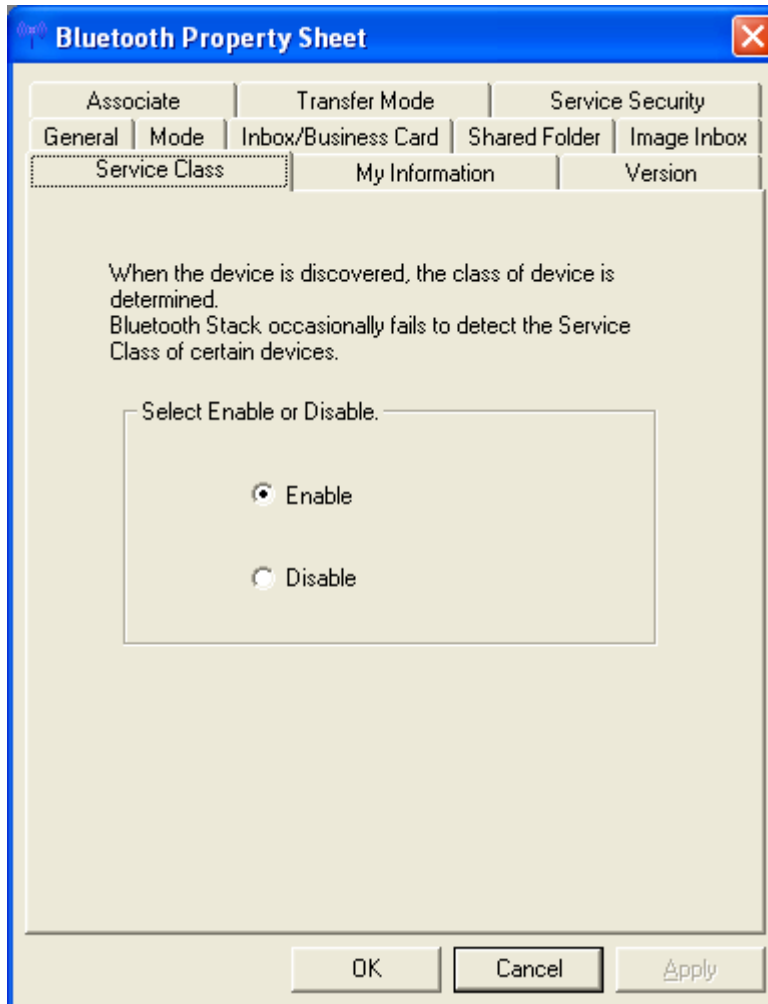 Bluetooth Property Sheet
Associate Transfer Mode Service Security
General Mode Inbox/Business Card Shared Folder Image Inbox
Service Class My Information Version
When the device is discovered, the class of device is
determined.
Bluetooth Stack occasionally fails to detect the Service
Class of certain devices.
Select Enable or Disable.
Enable
Disable
OK Cancel Apply